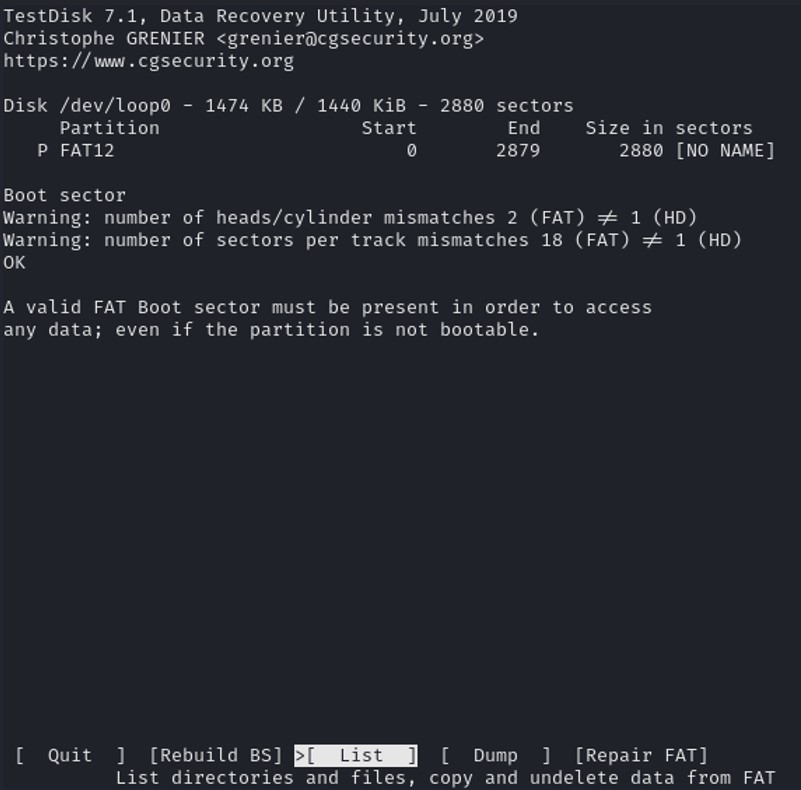 TestDisk 7.1, Data Recovery Utility, July 2019
Christophe GRENIER <grenier@cgsecurity.org>
https://www.cgsecurity.org
Disk /dev/loop0 - 1474 KB / 1440 KiB - 2880 sectors
Partition Start End Size in sectors
P FAT12 0 2879 2880 [NO NAME]
Boot sector
Warning: number of heads/cylinder mismatches 2 (FAT) ≠ 1 (HD)
Warning: number of sectors per track mismatches 18 (FAT) ≠ 1 (HD)
OK
A valid FAT Boot sector must be present in order to access
any data; even if the partition is not bootable.
[ Quit ] [Rebuild BS] >[ List ] [ Dump ] [Repair FAT]
List directories and files, copy and undelete data from FAT